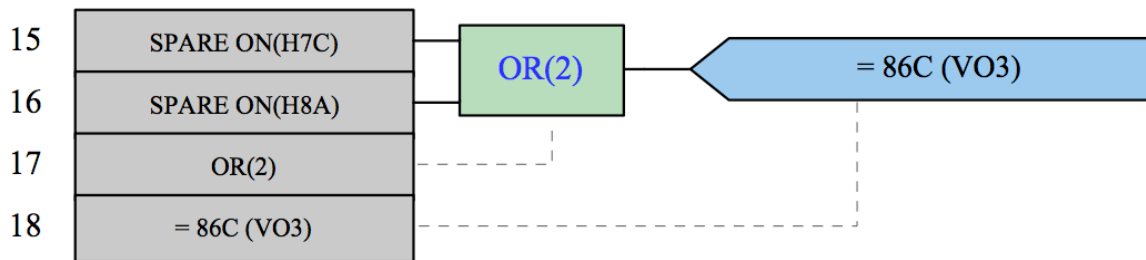 15 SPARE ON(H7C)
OR(2)
= 86C (VO3)
16 SPARE ON(H8A)
17 OR(2)
18 = 86C (VO3)